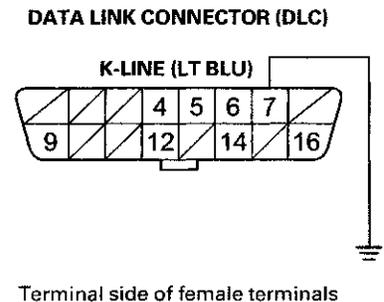 DATA LINK CONNECTOR (DLC)
K-LINE (LT BLU)
4 5 6 7
9 12 14 16
Terminal side of female terminals